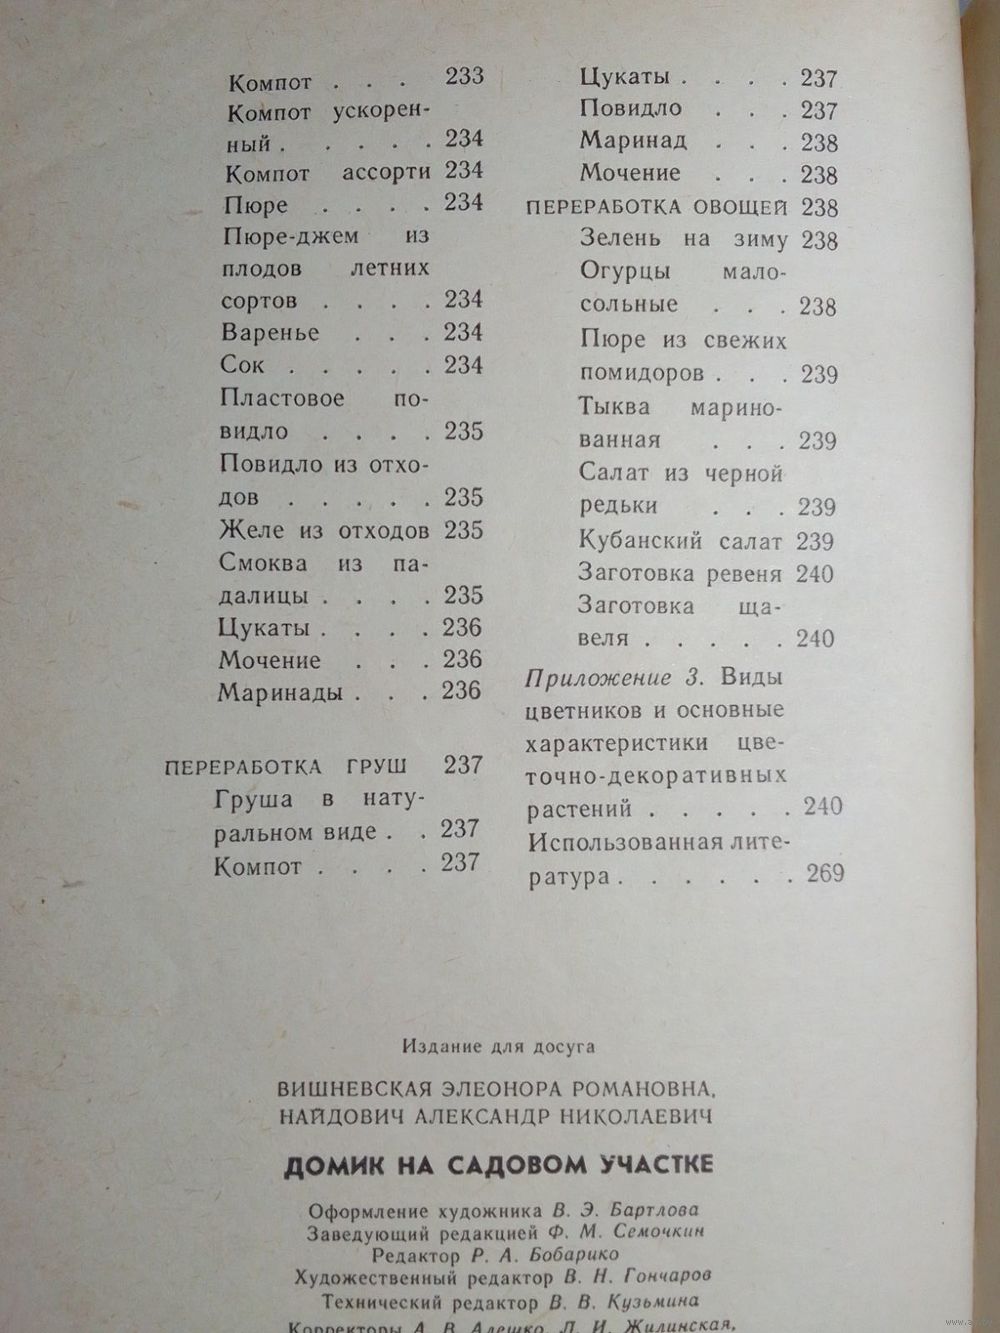 Компот . . . 233
Компот ускорен-
ный . . . . . 234
Компот ассорти 234
Пюре . . . . 234
Пюре-джем из
плодов летних
сортов . . . . 234
Варенье . . . 234
Сок . . . . . 234
Пластовое по-
видло . . . . 235
Повидло из отхо-
дов . . . . . 235
Желе из отходов 235
Смоква из па-
далицы . . . . 235
Цукаты . . . . 236
Мочение . . . 236
Маринады . . . 236
ПЕРЕРАБОТКА ГРУШ 237
Груша в нату-
ральном виде . . 237
Компот . . . . 237
Цукаты . . . . 237
Повидло . . . 237
Маринад . . . 238
Мочение . . . 238
ПЕРЕРАБОТКА ОВОЩЕЙ 238
Зелень на зиму 238
Огурцы мало-
сольные . . . 238
Пюре из свежих
помидоров . . . 239
Тыква марино-
ванная . . . 239
Салат из черной
редьки . . . 239
Кубанский салат 239
Заготовка ревеня 240
Заготовка ща-
веля . . . . . 240
Приложение 3. Виды
цветников и основные
характеристики цве-
точно-декоративных
растений . . . . . 240
Использованная лите-
ратура . . . . . . 269
Издание для досуга
ВИШНЕВСКАЯ ЭЛЕОНОРА РОМАНОВНА,
НАЙДОВИЧ АЛЕКСАНДР НИКОЛАЕВИЧ
ДОМИК НА САДОВОМ УЧАСТКЕ
Оформление художника В. Э. Бартлова
Заведующий редакцией Ф. М. Семочкин
Редактор Р. А. Бобарико
Художественный редактор В. Н. Гончаров
Технический редактор В. В. Кузьмина
Корректоры А. В. Алешко, Л. И. Жилинская,